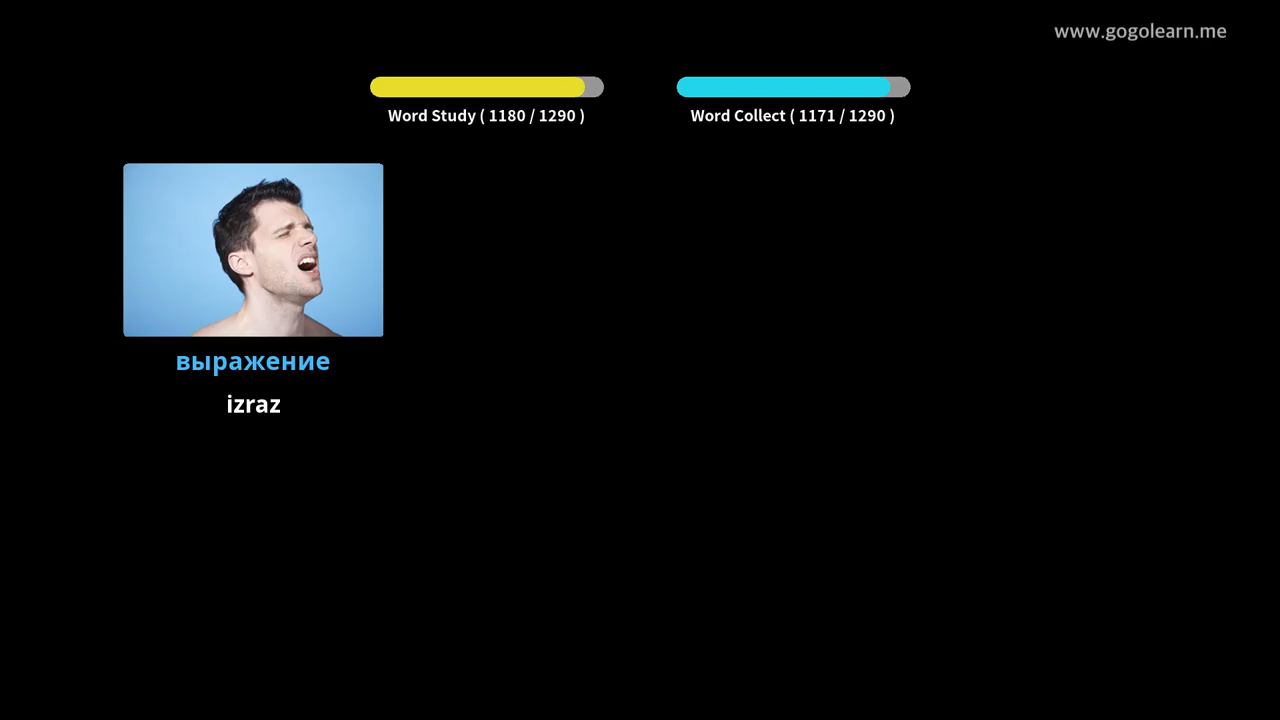 www.gogolearn.me
Word Study ( 1180 / 1290 )
Word Collect ( 1171 / 1290 )
выражение
izraz